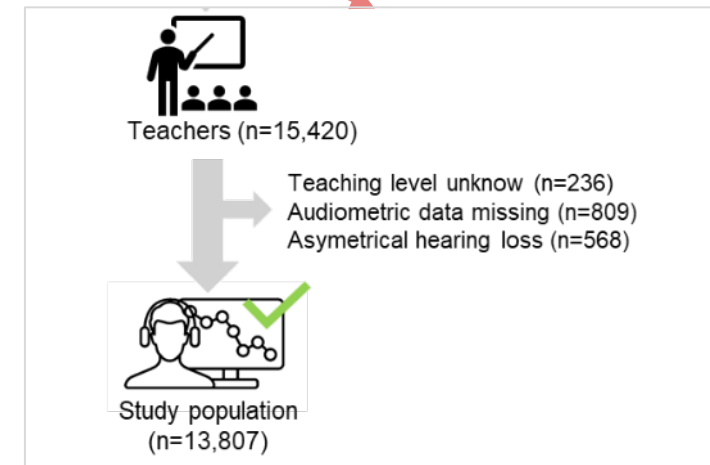 Teachers (n=15,420)
Teaching level unknow (n=236)
Audiometric data missing (n=809)
Asymetrical hearing loss (n=568)
Study population
(n=13,807)